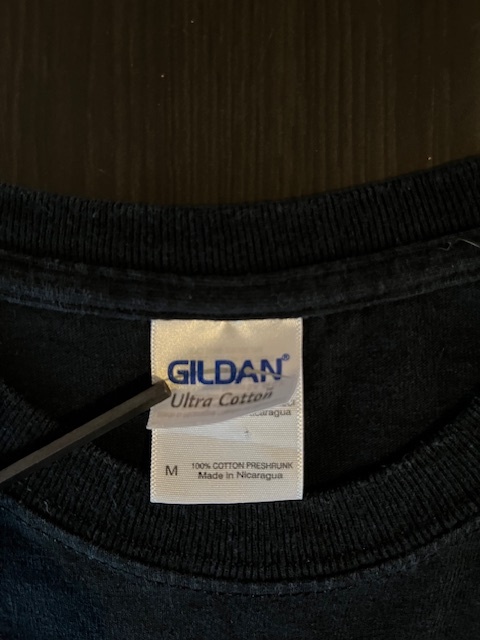 GILDAN®
Ultra Cotton
M 100% COTTON PRESHRUNK
Made in Nicaragua